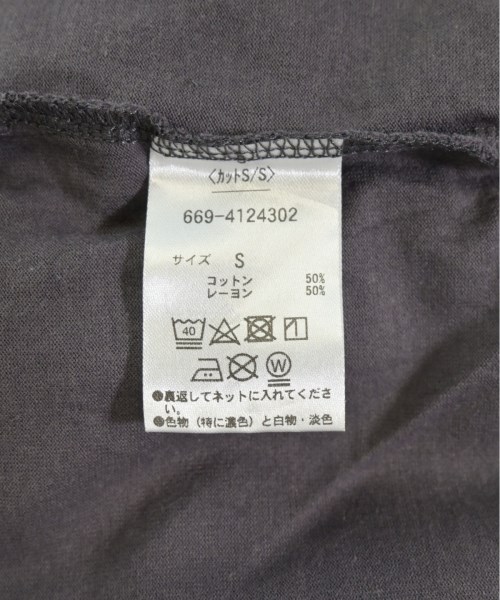 〈カットS/S〉
669-4124302
サイズ S
コットン 50%
レーヨン 50%
40
W
●裏返してネットに入れてくださ
い。
●色物(特に濃色)と白物・淡色